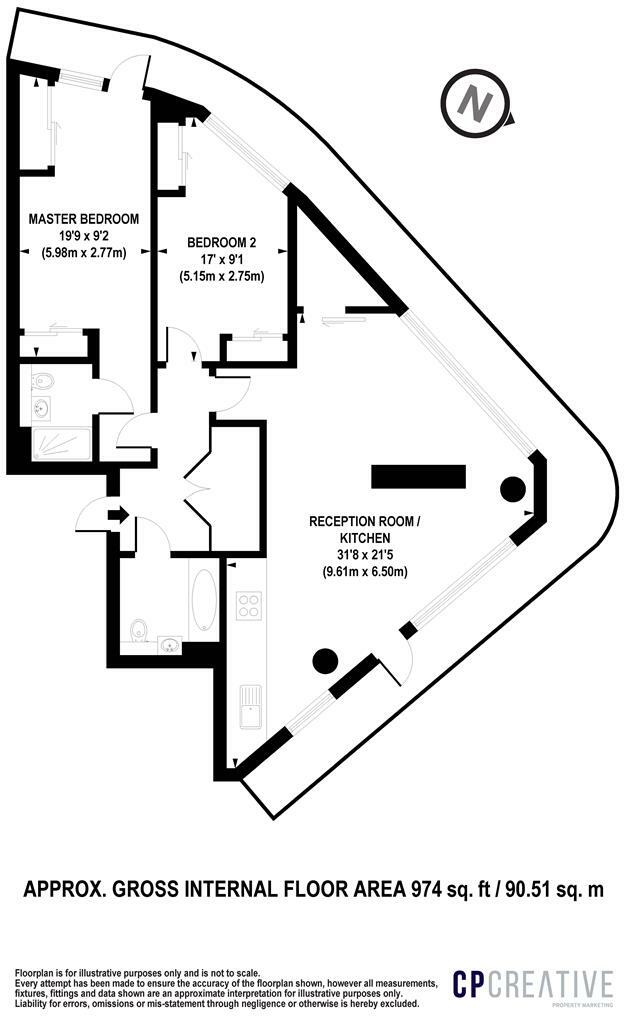 N
MASTER BEDROOM
19'9 x 9'2
(5.98m x 2.77m)
BEDROOM 2
17' x 9'1
(5.15m x 2.75m)
RECEPTION ROOM /
KITCHEN
31'8 x 21'5
(9.61m x 6.50m)
APPROX. GROSS INTERNAL FLOOR AREA 974 sq. ft / 90.51 sq. m
Floorplan is for illustrative purposes only and is not to scale.
Every attempt has been made to ensure the accuracy of the floorplan shown, however all measurements,
fixtures, fittings and data shown are an approximate interpretation for illustrative purposes only.
Liability for errors, omissions or mis-statement through negligence or otherwise is hereby excluded.
CPCREATIVE
PROPERTY MARKETING